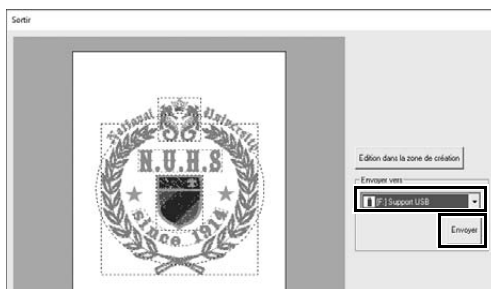 Sortir
National University
N.U.H.S
Since 1914
Edition dans la zone de création
Envoyer vers
[F:] Support USB
Envoyer